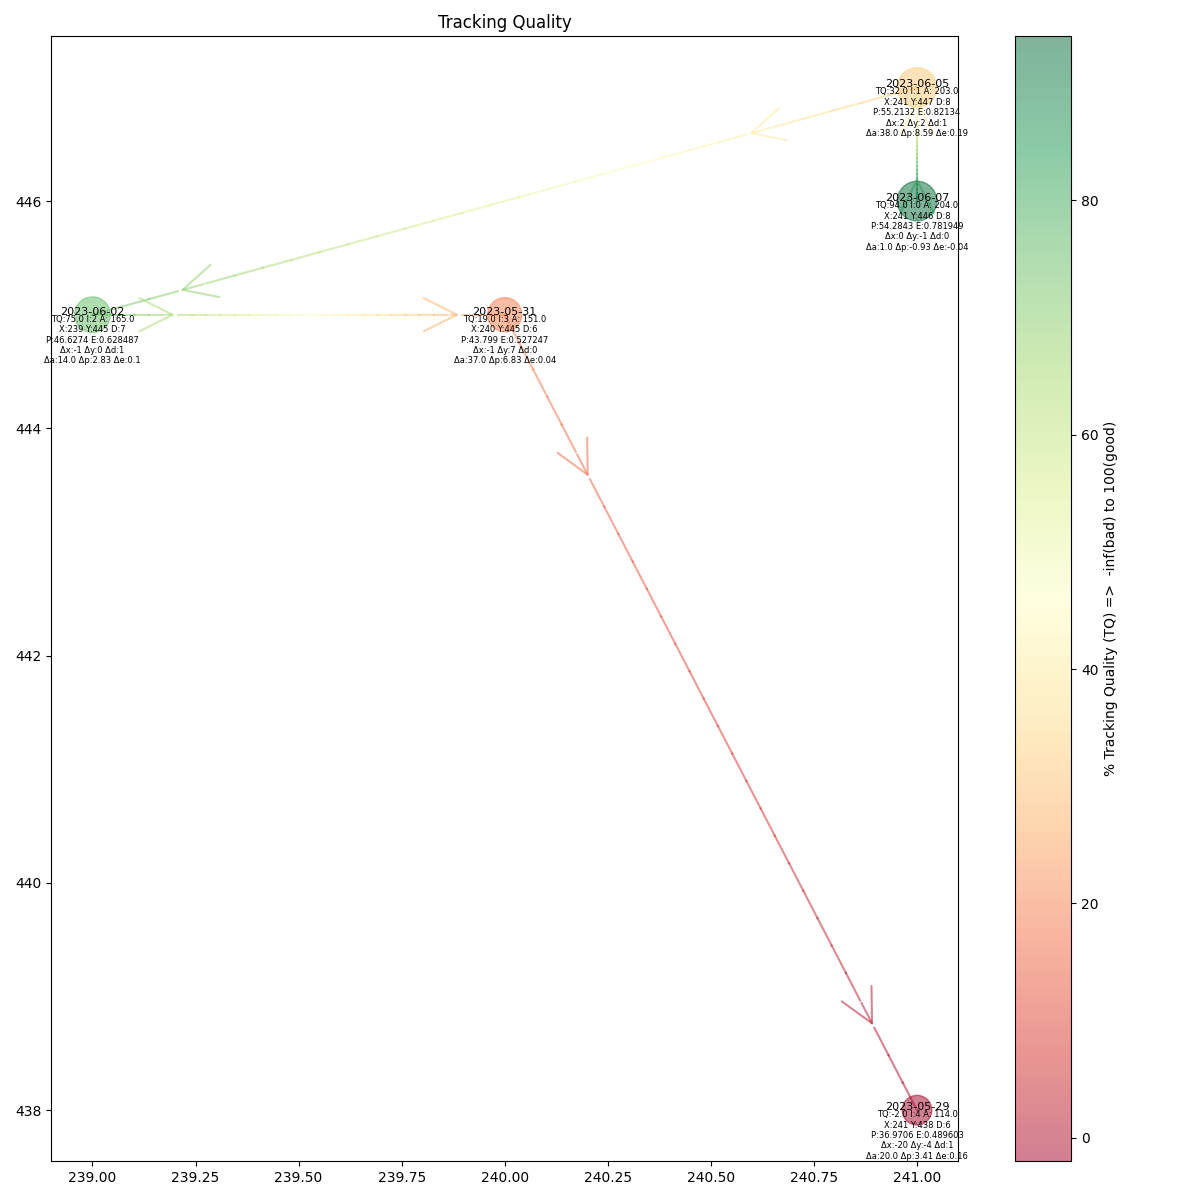 Tracking Quality
2023-06-05
TQ:32.0 I:1 A: 203.0
X:241 Y:447 D:8
P:55.2132 E:0.82134
Δx:2 Δy:2 Δd:1
Δa:38.0 Δp:8.59 Δe:0.19
2023-06-07
TQ:94.0 I:0 A: 204.0
X:241 Y:446 D:8
P:54.2843 E:0.781949
Δx:0 Δy:-1 Δd:0
Δa:1.0 Δp:-0.93 Δe:-0.04
2023-06-02
TQ:75.0 I:2 A: 165.0
X:239 Y:445 D:7
P:46.6274 E:0.628487
Δx:-1 Δy:0 Δd:1
Δa:14.0 Δp:2.83 Δe:0.1
2023-05-31
TQ:19.0 I:3 A: 151.0
X:240 Y:445 D:6
P:43.799 E:0.527247
Δx:-1 Δy:7 Δd:0
Δa:37.0 Δp:6.83 Δe:0.04
2023-05-29
TQ:-2.0 I:4 A: 114.0
X:241 Y:438 D:6
P:36.9706 E:0.489603
Δx:-20 Δy:-4 Δd:1
Δa:20.0 Δp:3.41 Δe:0.16
446
444
442
440
438
239.00
239.25
239.50
239.75
240.00
240.25
240.50
240.75
241.00
80
60
40
20
0
% Tracking Quality (TQ) => -inf(bad) to 100(good)